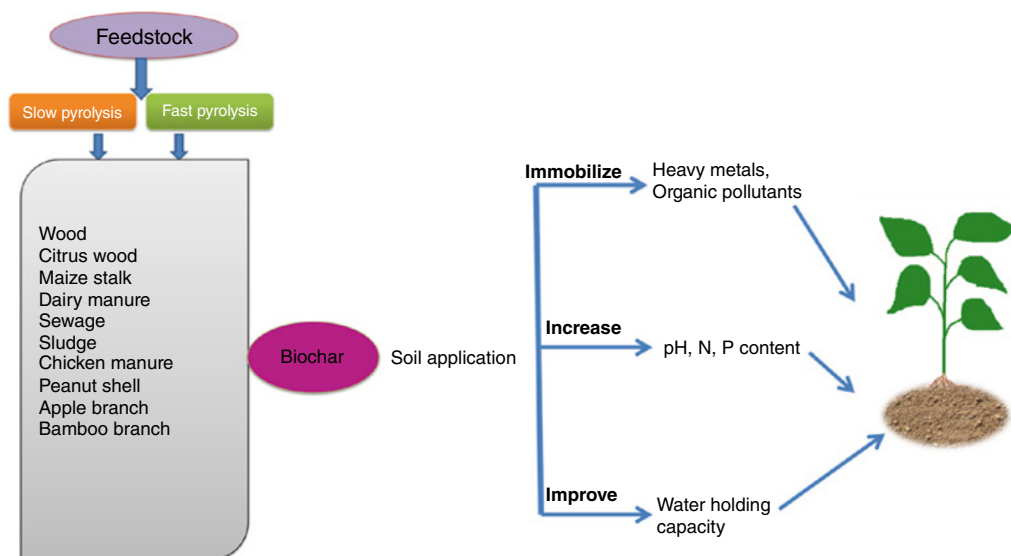 Feedstock
Slow pyrolysis
Fast pyrolysis
Wood
Citrus wood
Maize stalk
Dairy manure
Sewage
Sludge
Chicken manure
Peanut shell
Apple branch
Bamboo branch
Biochar
Soil application
Immobilize
Heavy metals,
Organic pollutants
Increase
pH, N, P content
Improve
Water holding
capacity